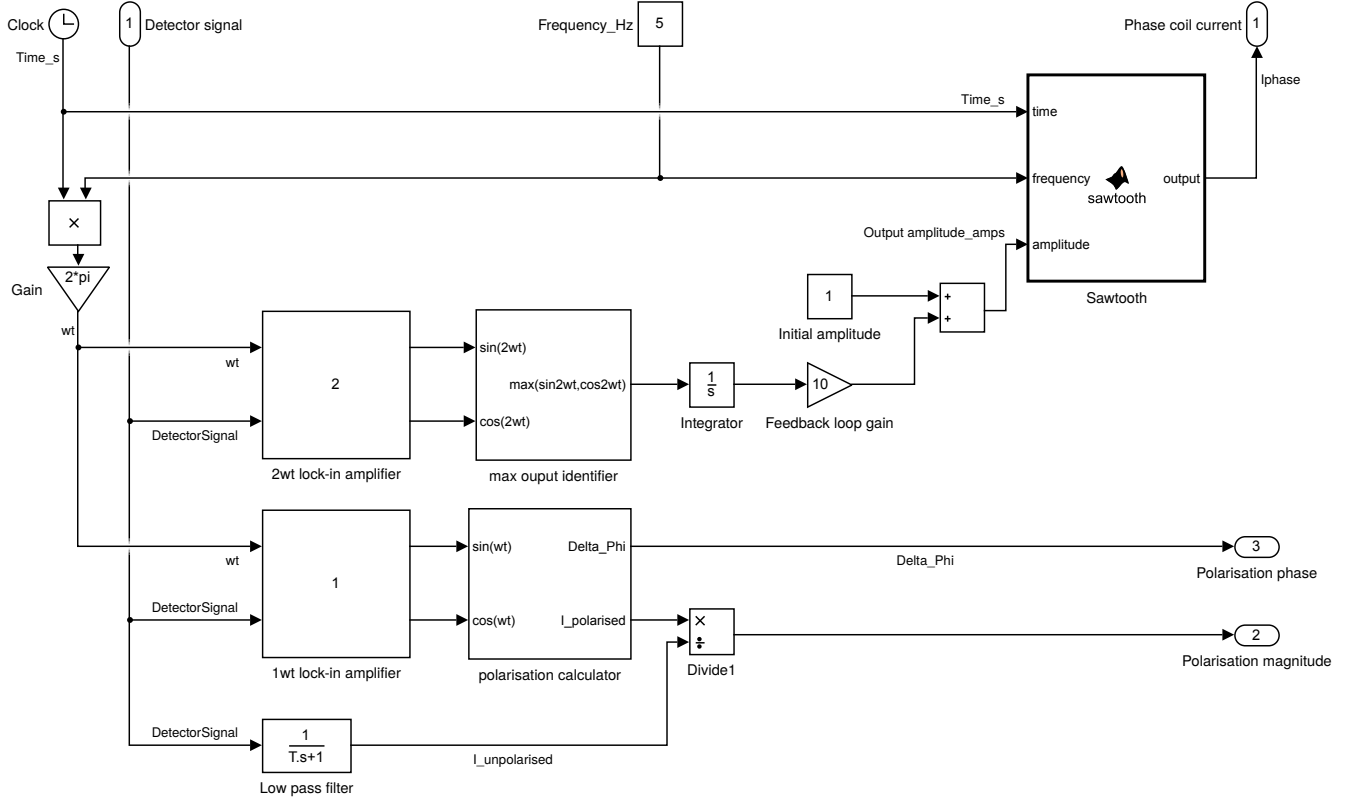 Clock
1
Detector signal
Frequency_Hz
5
Phase coil current
1
Time_s
Iphase
Time_s
time
frequency
sawtooth
output
×
Output amplitude_amps
amplitude
2*pi
Gain
1
+
+
Sawtooth
wt
Initial amplitude
wt
2
sin(2wt)
max(sin2wt,cos2wt)
cos(2wt)
1
s
10
DetectorSignal
Integrator
Feedback loop gain
2wt lock-in amplifier
max ouput identifier
wt
1
sin(wt)
Delta_Phi
Delta_Phi
3
Polarisation phase
DetectorSignal
cos(wt)
I_polarised
×
÷
2
Polarisation magnitude
1wt lock-in amplifier
polarisation calculator
Divide1
DetectorSignal
1
T.s+1
I_unpolarised
Low pass filter